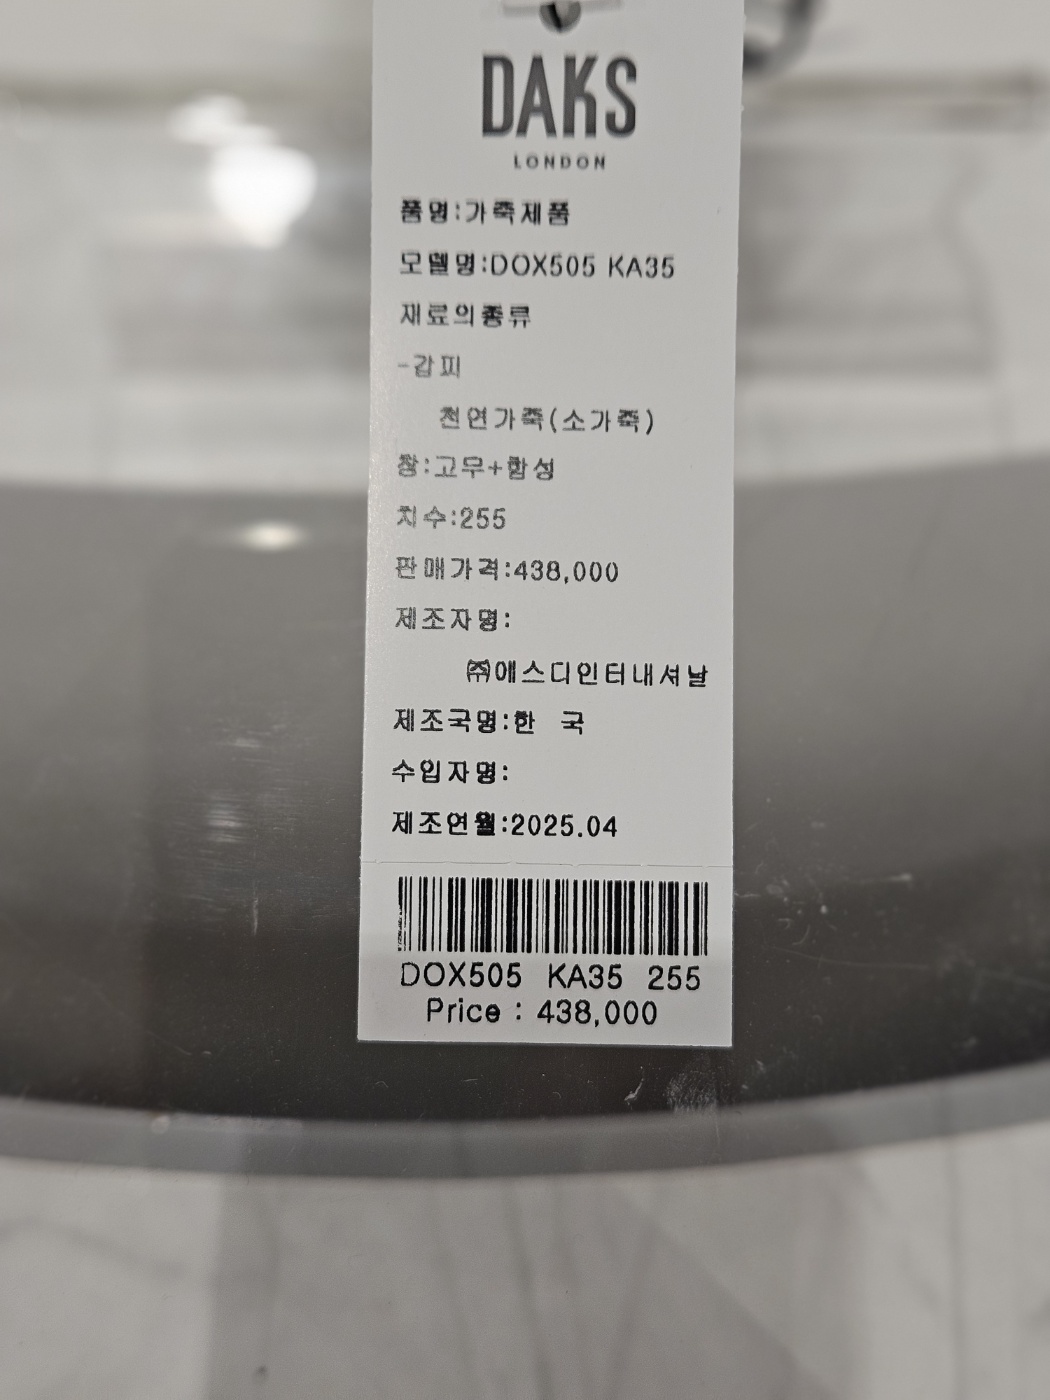 DAKS
LONDON
품명:가죽제품
모델명:DOX505 KA35
재료의종류
-갑피
천연가죽(소가죽)
창:고무+합성
치수:255
판매가격:438,000
제조자명:
㈜에스디인터내셔날
제조국명:한 국
수입자명:
제조연월:2025.04
DOX505 KA35 255
Price : 438,000